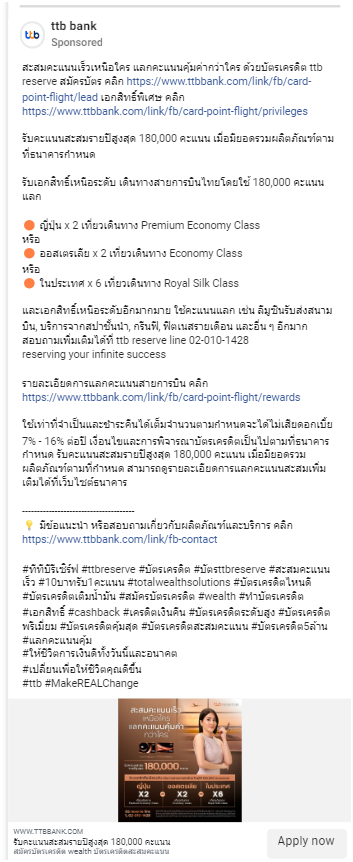 ttb bank
Sponsored
ttb
สะสมคะแนนเร็วเหนือใคร แลกคะแนนคุ้มค่ากว่าใคร ด้วยบัตรเครดิต ttb
reserve สมัครบัตร คลิก https://www.ttbbank.com/link/fb/card-
point-flight/lead เอกสิทธิ์พิเศษ คลิก
https://www.ttbbank.com/link/fb/card-point-flight/privileges
รับคะแนนสะสมรายปีสูงสุด 180,000 คะแนน เมื่อมียอดรวมผลิตภัณฑ์ตาม
ที่ธนาคารกำหนด
รับเอกสิทธิ์เหนือระดับ เดินทางสายการบินไทยโดยใช้ 180,000 คะแนน
แลก
ญี่ปุ่น x 2 เที่ยวเดินทาง Premium Economy Class
หรือ
ออสเตรเลีย x 2 เที่ยวเดินทาง Economy Class
หรือ
ในประเทศ x 6 เที่ยวเดินทาง Royal Silk Class
และเอกสิทธิ์เหนือระดับอีกมากมาย ใช้คะแนนแลก เช่น ลีมูซีนรับส่งสนาม
บิน, บริการจากสปาชั้นนำ, กรีนฟี, ฟิตเนสรายเดือน และอื่น ๆ อีกมาก
สอบถามเพิ่มเติมได้ที่ ttb reserve line 02-010-1428
reserving your infinite success
รายละเอียดการแลกคะแนนสายการบิน คลิก
https://www.ttbbank.com/link/fb/card-point-flight/rewards
ใช้เท่าที่จำเป็นและชำระคืนได้เต็มจำนวนตามกำหนดจะได้ไม่เสียดอกเบี้ย
7% - 16% ต่อปี เงื่อนไขและการพิจารณาบัตรเครดิตเป็นไปตามที่ธนาคาร
กำหนด รับคะแนนสะสมรายปีสูงสุด 180,000 คะแนน เมื่อมียอดรวม
ผลิตภัณฑ์ตามที่กำหนด สามารถดูรายละเอียดการแลกคะแนนสะสมเพิ่ม
เติมได้ที่เว็บไซต์ธนาคาร
------------------------------------
มีข้อแนะนำ หรือสอบถามเกี่ยวกับผลิตภัณฑ์และบริการ คลิก
https://www.ttbbank.com/link/fb-contact
#ทีทีบีรีเซิร์ฟ #ttbreserve #บัตรเครดิต #บัตรttbreserve #สะสมคะแนน
เร็ว #10บาทรับ1คะแนน #totalwealthsolutions #บัตรเครดิตไหนดี
#บัตรเครดิตเติมน้ำมัน #สมัครบัตรเครดิต #wealth #ทำบัตรเครดิต
#เอกสิทธิ์ #cashback #เครดิตเงินคืน #บัตรเครดิตระดับสูง #บัตรเครดิต
พรีเมียม #บัตรเครดิตคุ้มสุด #บัตรเครดิตสะสมคะแนน #บัตรเครดิต5ล้าน
#แลกคะแนนคุ้ม
#ให้ชีวิตการเงินดีทั้งวันนี้และอนาคต
#เปลี่ยนเพื่อให้ชีวิตคุณดีขึ้น
#ttb #MakeREALChange
สะสมคะแนนเร็ว
เหนือใคร
แลกคะแนนคุ้มค่า
กว่าใคร
180,000
ญี่ปุ่น ออสเตรเลีย ในประเทศ
X2 X2 X6
WWW.TTBBANK.COM
รับคะแนนสะสมรายปีสูงสุด 180,000 คะแนน
สมัครบัตรเครดิต wealth บัตรเครดิตสะสมคะแนน
Apply now